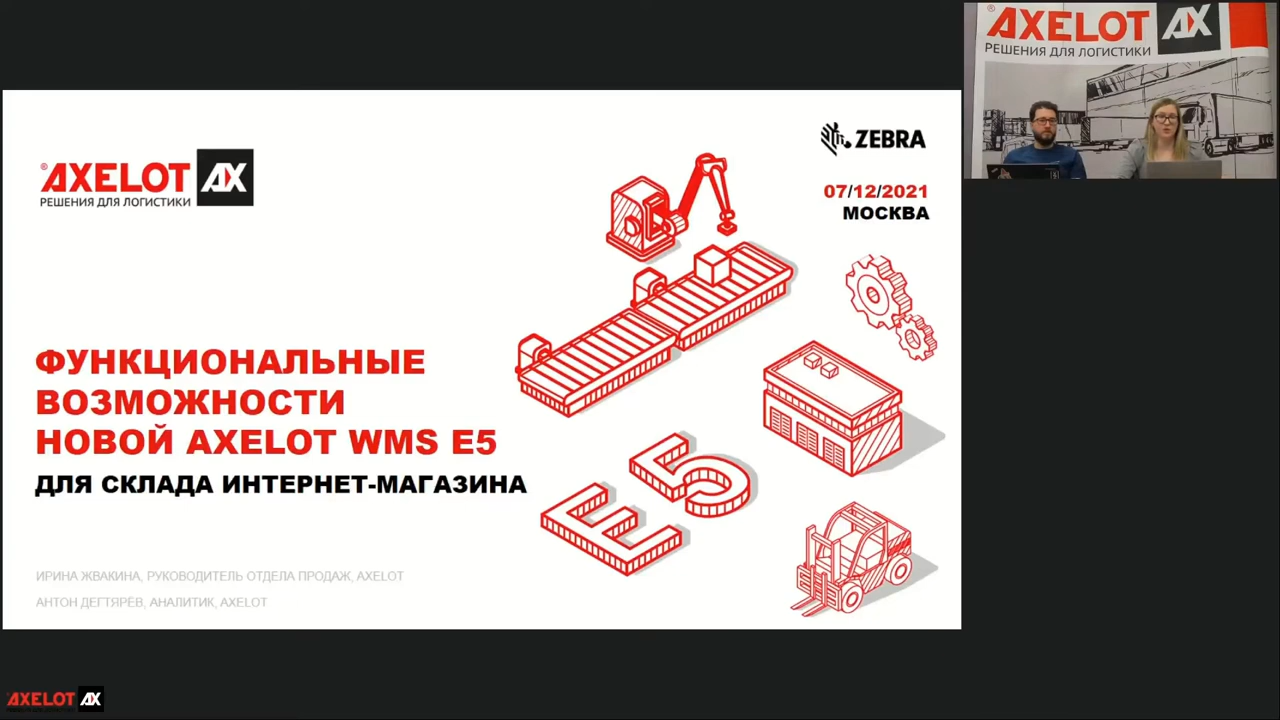 ®AXELOT AX
РЕШЕНИЯ ДЛЯ ЛОГИСТИКИ
ZEBRA
07/12/2021
МОСКВА
ФУНКЦИОНАЛЬНЫЕ
ВОЗМОЖНОСТИ
НОВОЙ AXELOT WMS E5
ДЛЯ СКЛАДА ИНТЕРНЕТ-МАГАЗИНА
E5
ИРИНА ЖВАКИНА, РУКОВОДИТЕЛЬ ОТДЕЛА ПРОДАЖ, AXELOT
АНТОН ДЕГТЯРЁВ, АНАЛИТИК, AXELOT
®AXELOT AX
РЕШЕНИЯ ДЛЯ ЛОГИСТИКИ
AXELOT AX